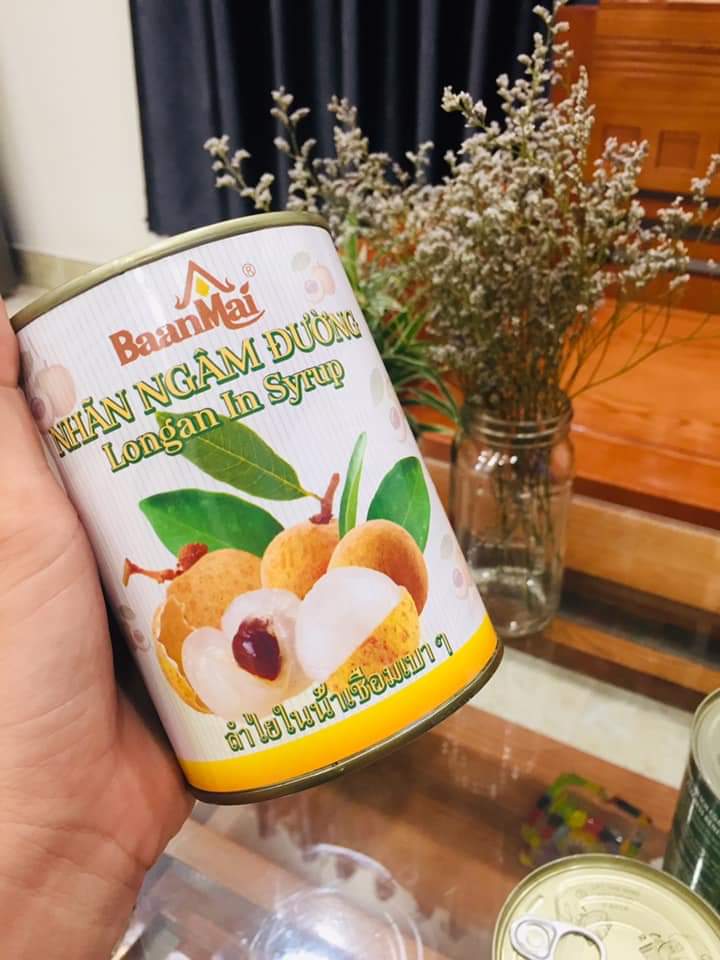 BaanMai®
NHÃN NGÂM ĐƯỜNG
Longan In Syrup
ลำไยในน้ำเชื่อมเบา ๆ